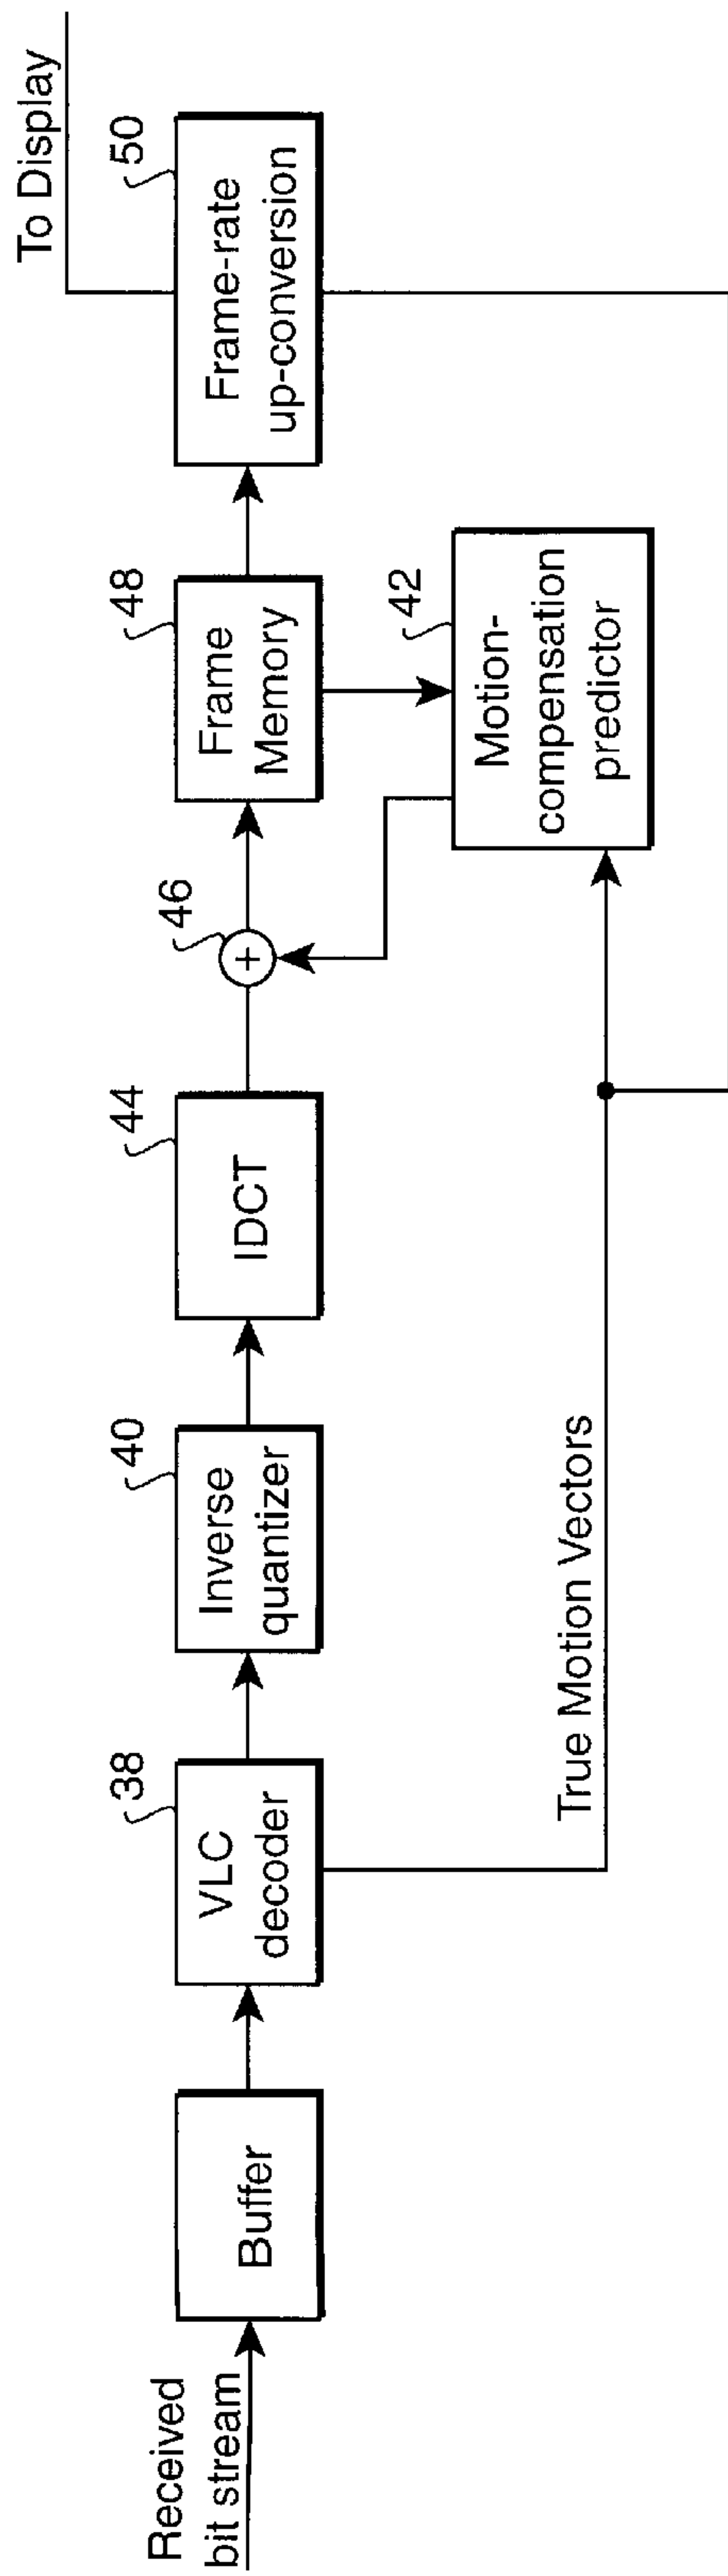 Received
bit stream
Buffer
38
VLC
decoder
40
Inverse
quantizer
44
IDCT
46
+
48
Frame
Memory
50
Frame-rate
up-conversion
To Display
42
Motion-
compensation
predictor
True Motion Vectors